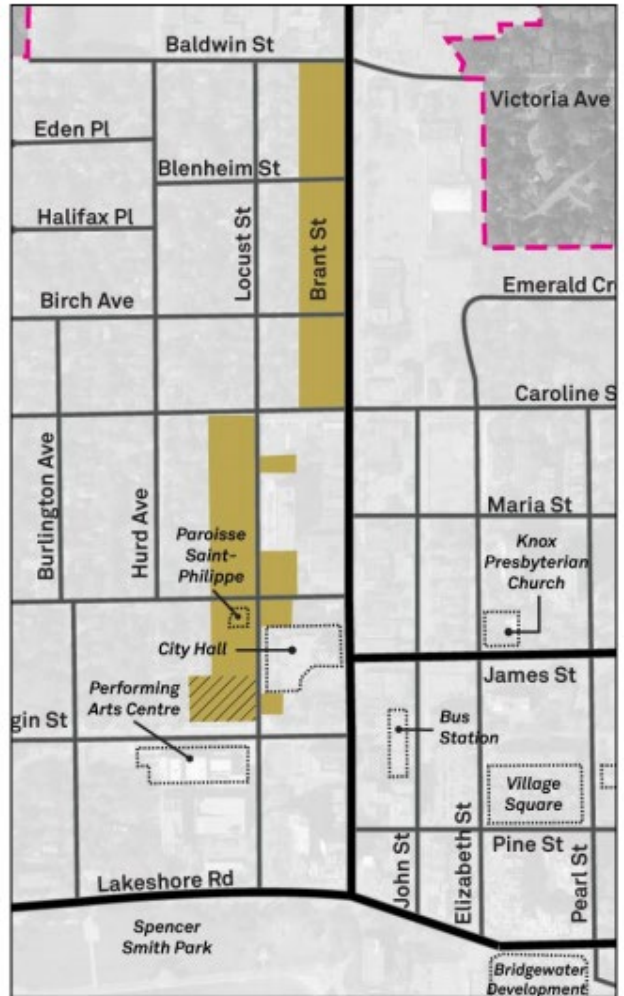 Baldwin St
Victoria Ave
Eden Pl
Blenheim St
Halifax Pl
Locust St
Brant St
Emerald Cr
Birch Ave
Caroline S
Burlington Ave
Hurd Ave
Maria St
Paroisse
Saint-
Philippe
Knox
Presbyterian
Church
City Hall
James St
Performing
Arts Centre
gin St
Bus
Station
Village
Square
John St
Elizabeth St
Pine St
Pearl St
Lakeshore Rd
Spencer
Smith Park
Bridgewater
Development